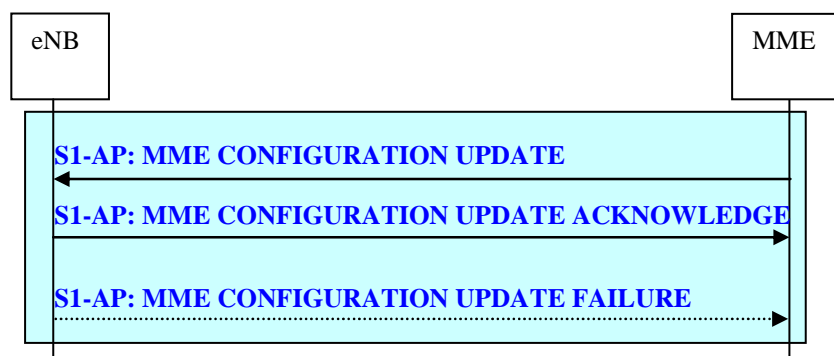 eNB
MME
S1-AP: MME CONFIGURATION UPDATE
S1-AP: MME CONFIGURATION UPDATE ACKNOWLEDGE
S1-AP: MME CONFIGURATION UPDATE FAILURE